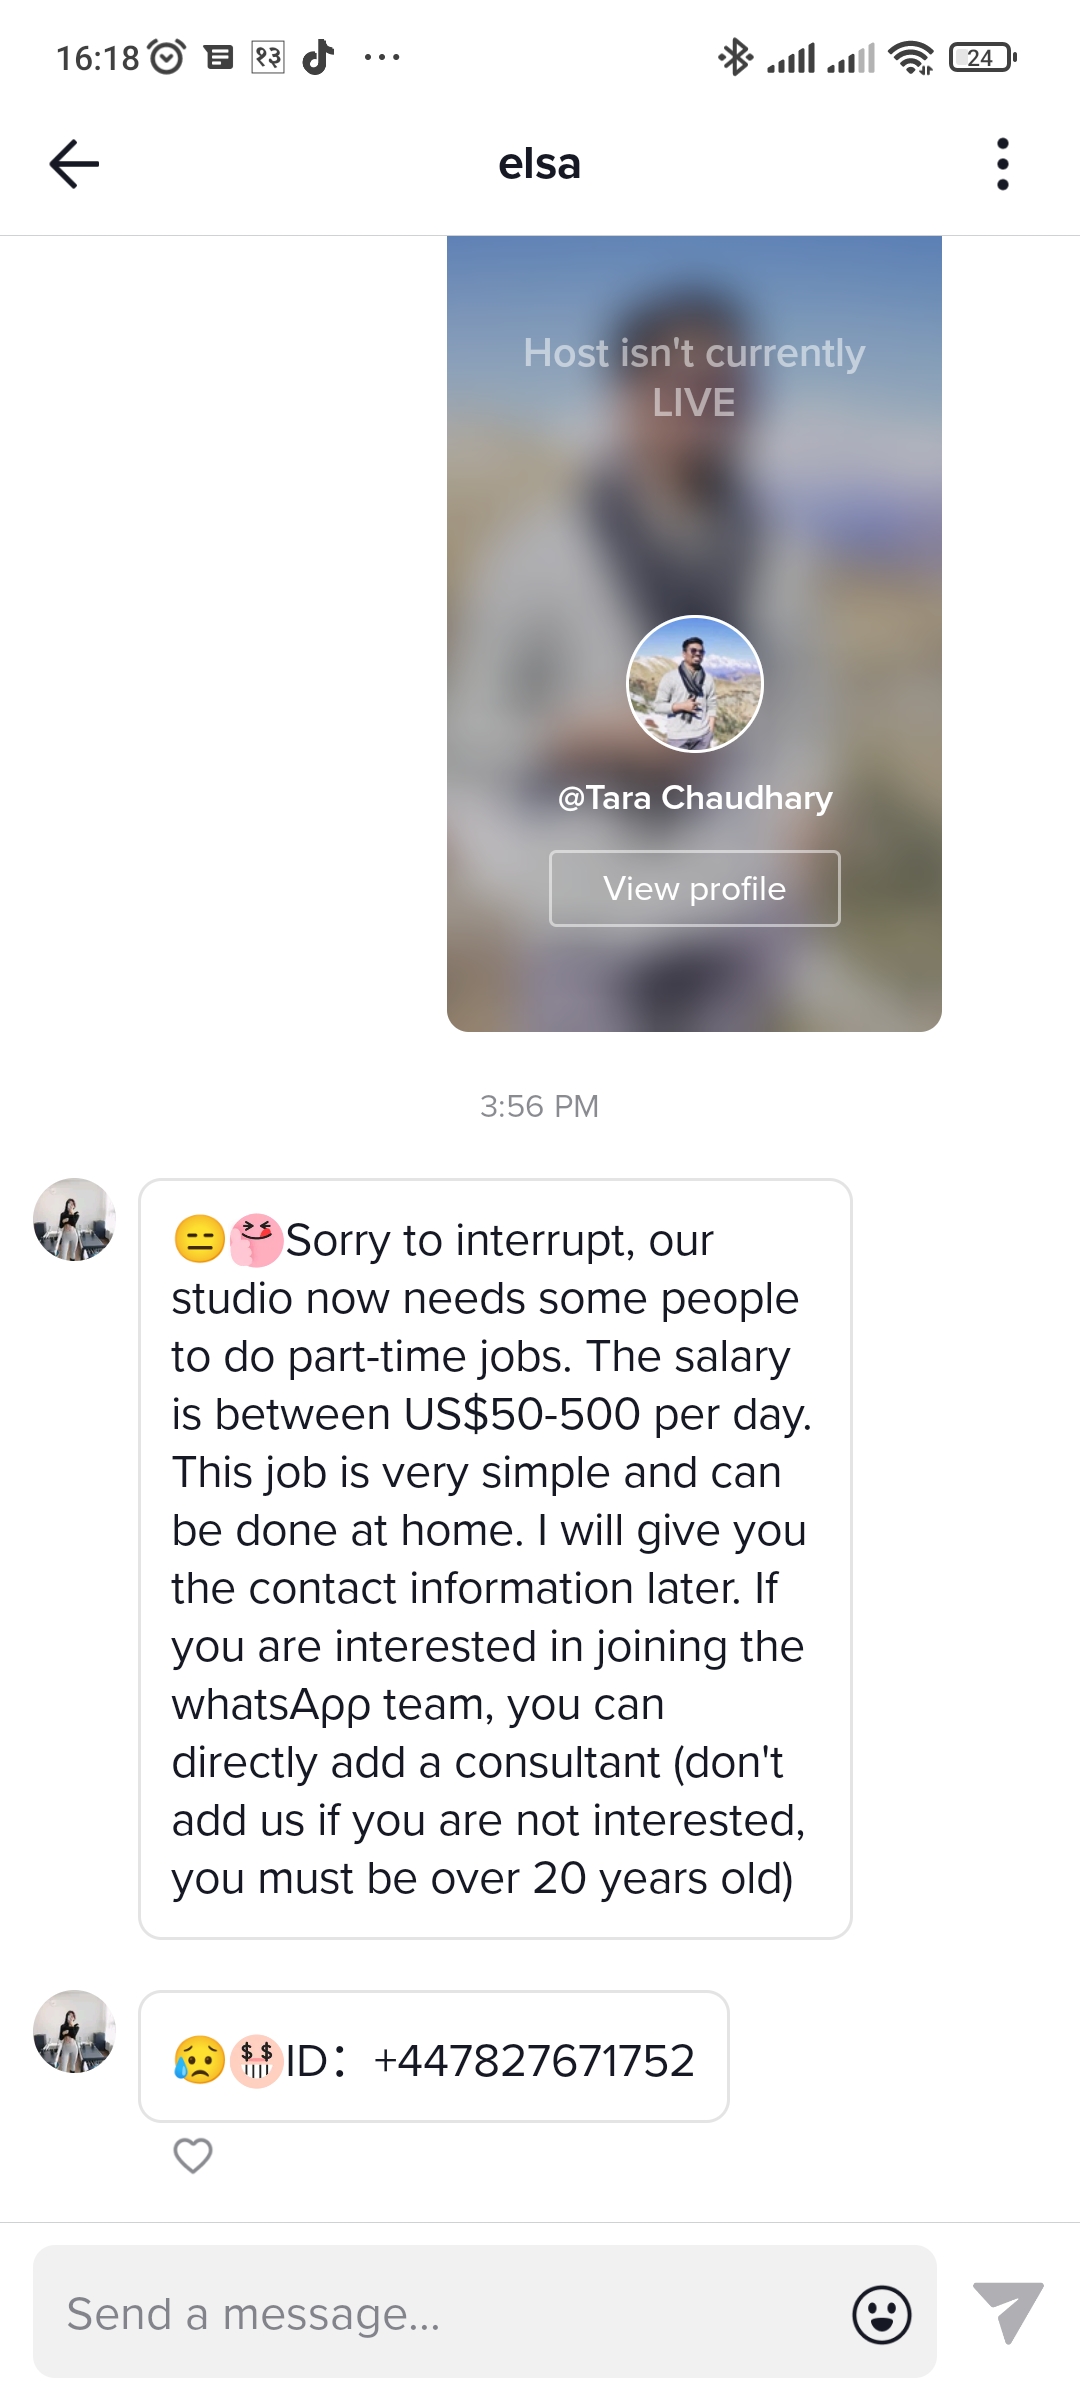 16:18
१३
24
elsa
Host isn't currently
LIVE
@Tara Chaudhary
View profile
3:56 PM
😑😝Sorry to interrupt, our
studio now needs some people
to do part-time jobs. The salary
is between US$50-500 per day.
This job is very simple and can
be done at home. I will give you
the contact information later. If
you are interested in joining the
whatsApp team, you can
directly add a consultant (don't
add us if you are not interested,
you must be over 20 years old)
😥🤑ID：+447827671752
Send a message...